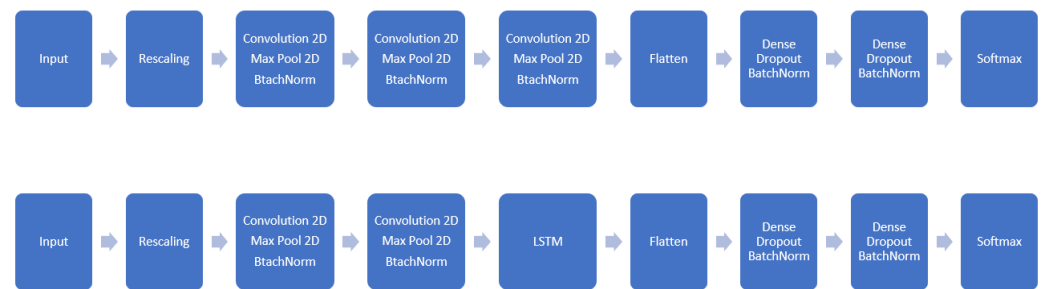 Input
Rescaling
Convolution 2D
Max Pool 2D
BtachNorm
Convolution 2D
Max Pool 2D
BtachNorm
Convolution 2D
Max Pool 2D
BtachNorm
Flatten
Dense
Dropout
BatchNorm
Dense
Dropout
BatchNorm
Softmax
Input
Rescaling
Convolution 2D
Max Pool 2D
BtachNorm
Convolution 2D
Max Pool 2D
BtachNorm
LSTM
Flatten
Dense
Dropout
BatchNorm
Dense
Dropout
BatchNorm
Softmax